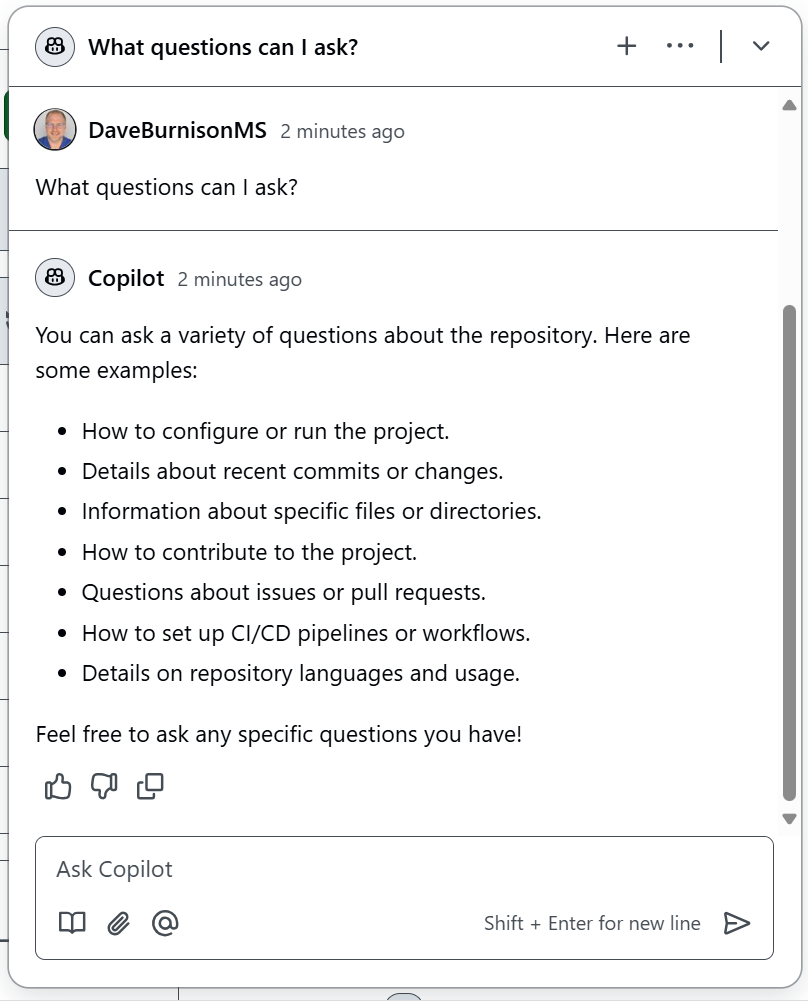 What questions can I ask?
DaveBurnisonMS 2 minutes ago
What questions can I ask?
Copilot 2 minutes ago
You can ask a variety of questions about the repository. Here are
some examples:
• How to configure or run the project.
• Details about recent commits or changes.
• Information about specific files or directories.
• How to contribute to the project.
• Questions about issues or pull requests.
• How to set up CI/CD pipelines or workflows.
• Details on repository languages and usage.
Feel free to ask any specific questions you have!
Ask Copilot
Shift + Enter for new line